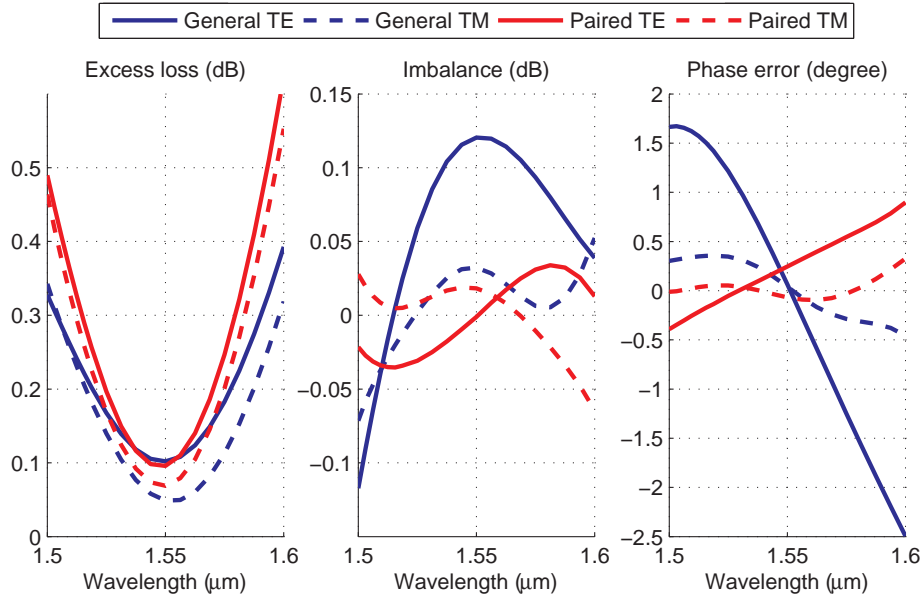 General TE General TM Paired TE Paired TM
Excess loss (dB)
0.5
0.4
0.3
0.2
0.1
0
1.5 1.55 1.6
Wavelength (μm)
Imbalance (dB)
0.15
0.1
0.05
0
−0.05
−0.1
1.5 1.55 1.6
Wavelength (μm)
Phase error (degree)
2
1.5
1
0.5
0
−0.5
−1
−1.5
−2
−2.5
1.5 1.55 1.6
Wavelength (μm)